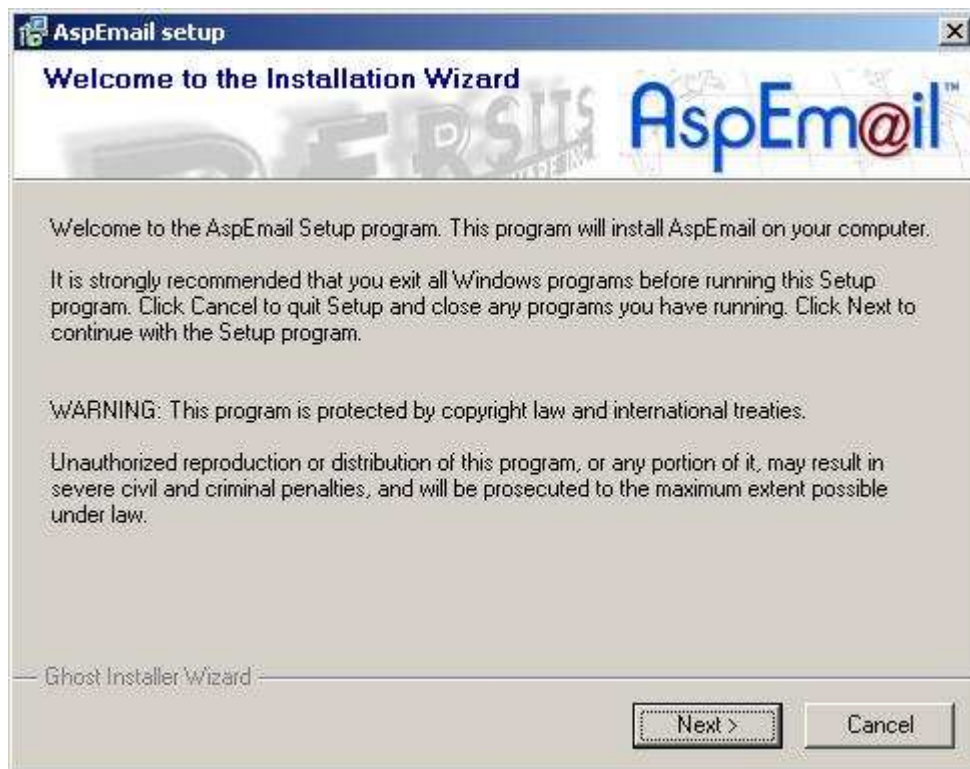 AspEmail setup
Welcome to the Installation Wizard
PERSITS
AspEm@il™
Welcome to the AspEmail Setup program. This program will install AspEmail on your computer.
It is strongly recommended that you exit all Windows programs before running this Setup
program. Click Cancel to quit Setup and close any programs you have running. Click Next to
continue with the Setup program.
WARNING: This program is protected by copyright law and international treaties.
Unauthorized reproduction or distribution of this program, or any portion of it, may result in
severe civil and criminal penalties, and will be prosecuted to the maximum extent possible
under law.
Ghost Installer Wizard
Next >
Cancel